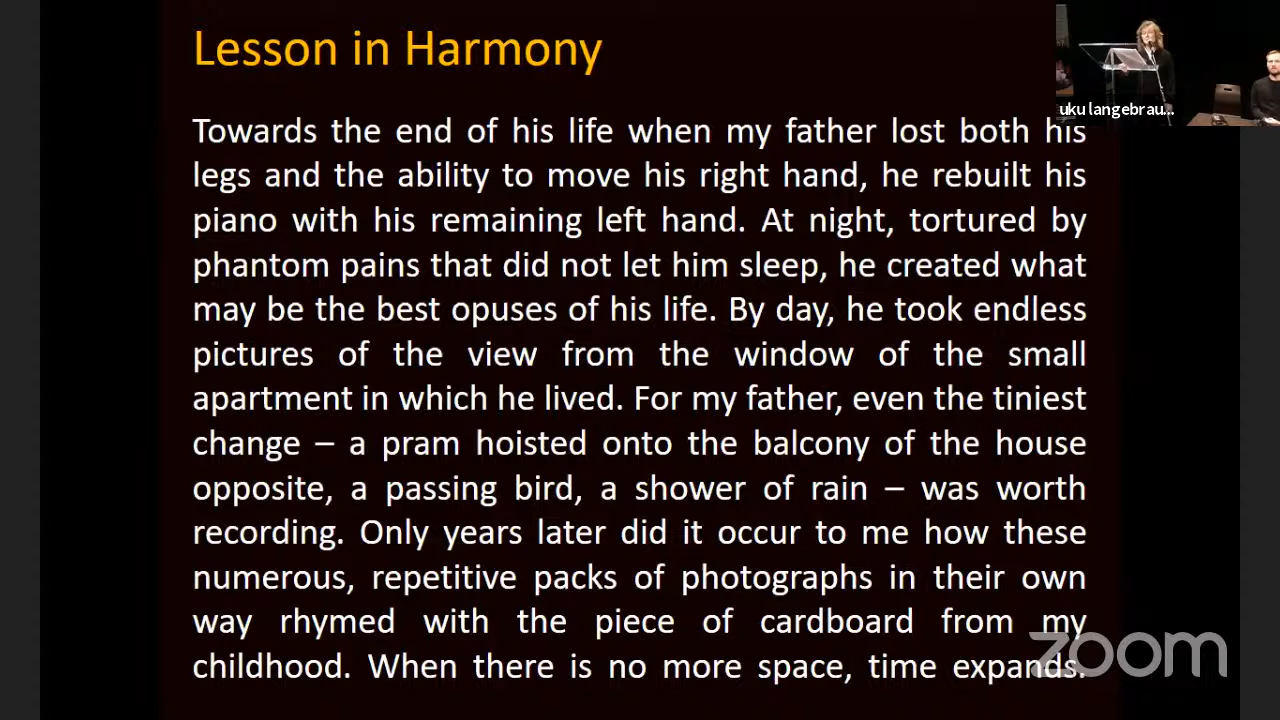 Lesson in Harmony
uku langebrau...
Towards the end of his life when my father lost both his
legs and the ability to move his right hand, he rebuilt his
piano with his remaining left hand. At night, tortured by
phantom pains that did not let him sleep, he created what
may be the best opuses of his life. By day, he took endless
pictures of the view from the window of the small
apartment in which he lived. For my father, even the tiniest
change – a pram hoisted onto the balcony of the house
opposite, a passing bird, a shower of rain – was worth
recording. Only years later did it occur to me how these
numerous, repetitive packs of photographs in their own
way rhymed with the piece of cardboard from my
childhood. When there is no more space, time expands.
zoom